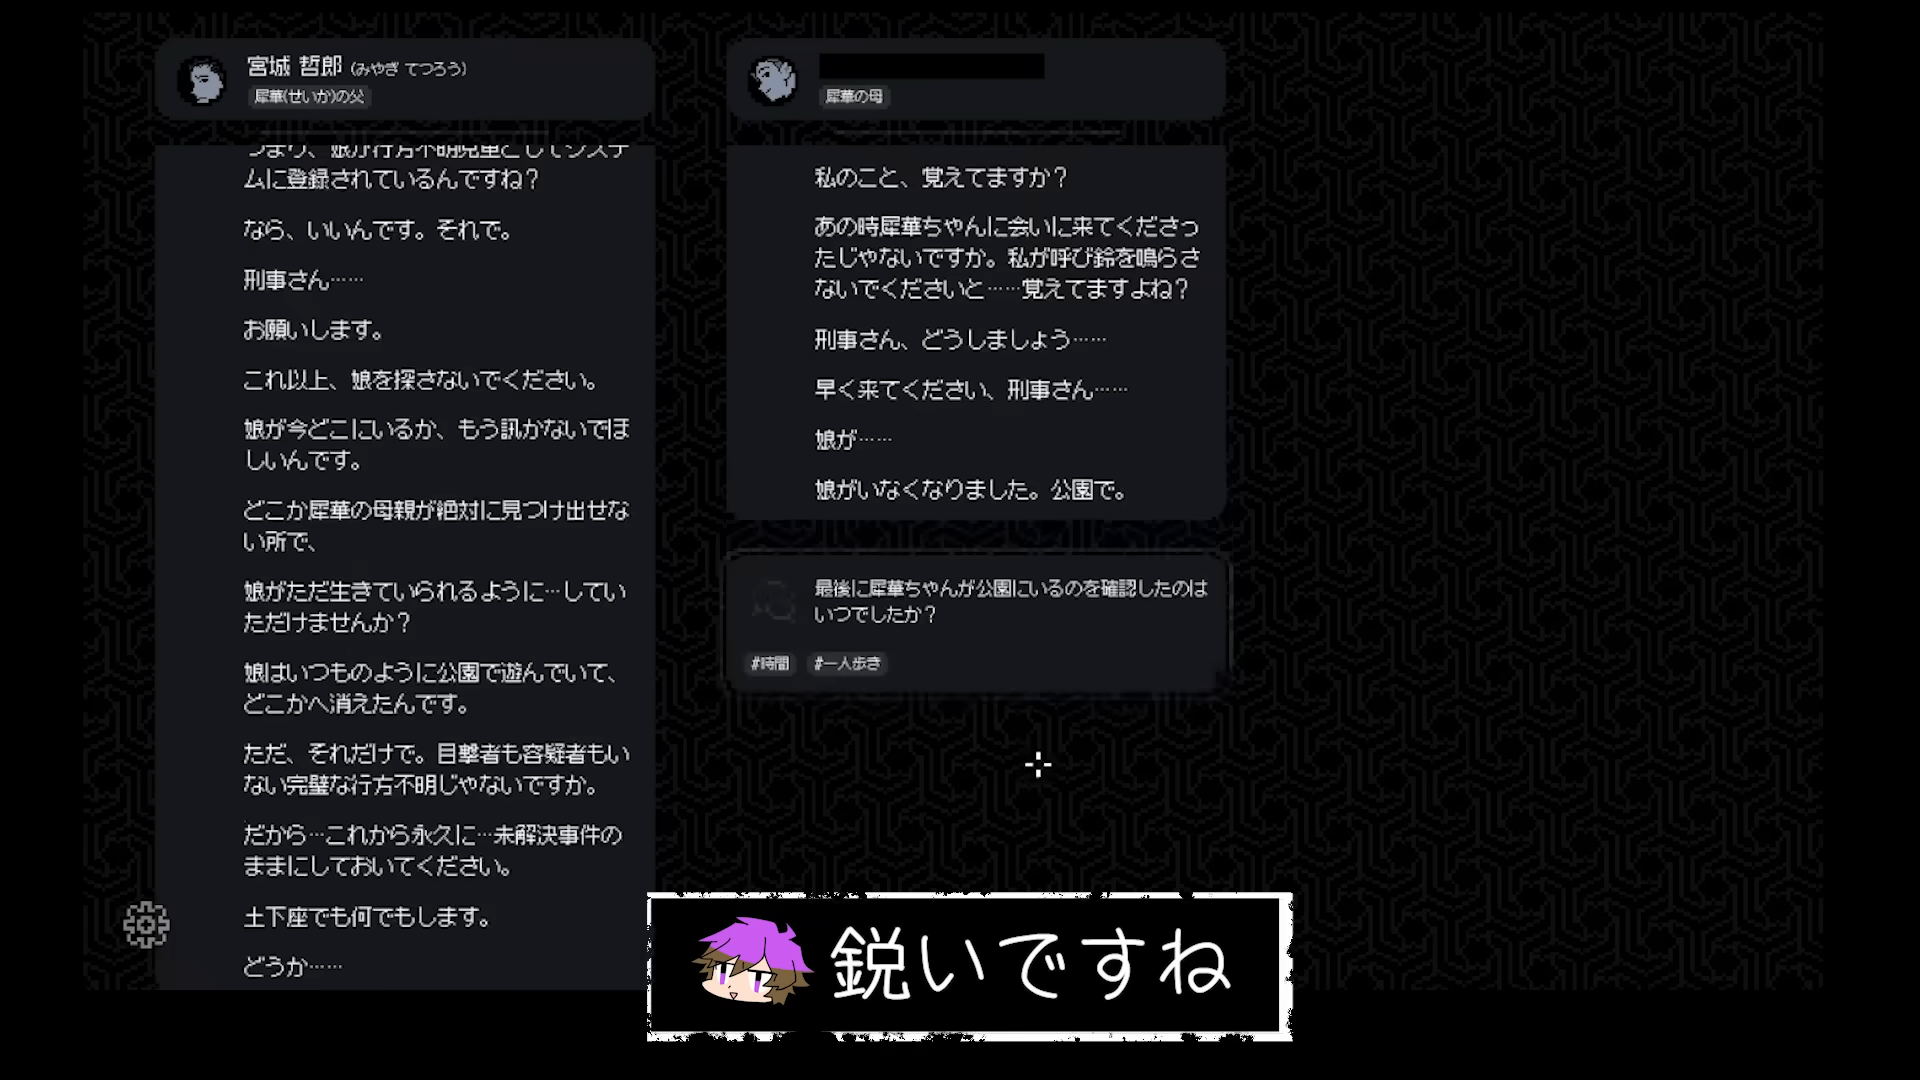 宮城 哲郎 (みやぎ てつろう)
犀華(せいか)の父
つまり、娘が行方不明児童としてシステ
ムに登録されているんですね？
なら、いいんです。それで。
刑事さん……
お願いします。
これ以上、娘を探さないでください。
娘が今どこにいるか、もう訊かないでほ
しいんです。
どこか犀華の母親が絶対に見つけ出せな
い所で、
娘がただ生きていられるように…してい
ただけませんか？
娘はいつものように公園で遊んでいて、
どこかへ消えたんです。
ただ、それだけで。目撃者も容疑者もい
ない完璧な行方不明じゃないですか。
だから…これから永久に…未解決事件の
ままにしておいてください。
土下座でも何でもします。
どうか……
犀華の母
私のこと、覚えてますか？
あの時犀華ちゃんに会いに来てくださっ
たじゃないですか。私が呼び鈴を鳴らさ
ないでくださいと……覚えてますよね？
刑事さん、どうしましょう……
早く来てください、刑事さん……
娘が……
娘がいなくなりました。公園で。
最後に犀華ちゃんが公園にいるのを確認したのは
いつでしたか？
#時間 #一人歩き
鋭いですね